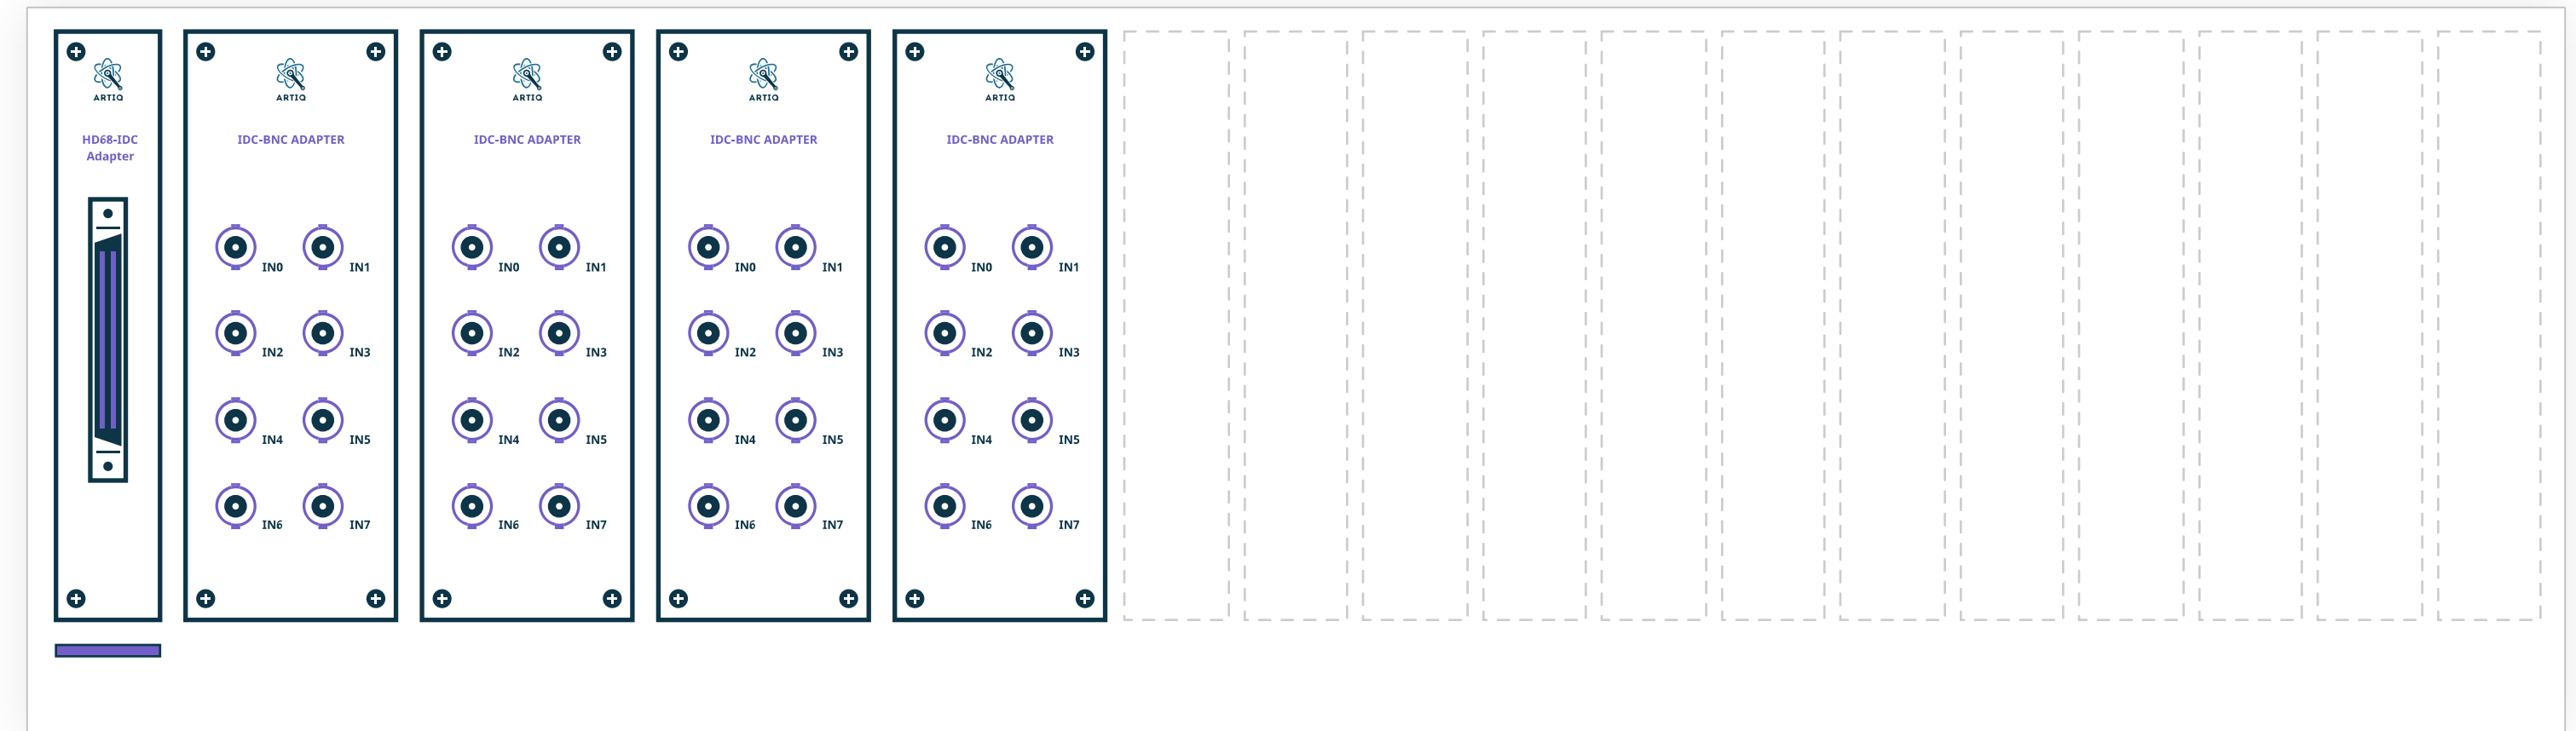 ARTIQ
HD68-IDC
Adapter
ARTIQ
IDC-BNC ADAPTER
IN0 IN1
IN2 IN3
IN4 IN5
IN6 IN7
ARTIQ
IDC-BNC ADAPTER
IN0 IN1
IN2 IN3
IN4 IN5
IN6 IN7
ARTIQ
IDC-BNC ADAPTER
IN0 IN1
IN2 IN3
IN4 IN5
IN6 IN7
ARTIQ
IDC-BNC ADAPTER
IN0 IN1
IN2 IN3
IN4 IN5
IN6 IN7